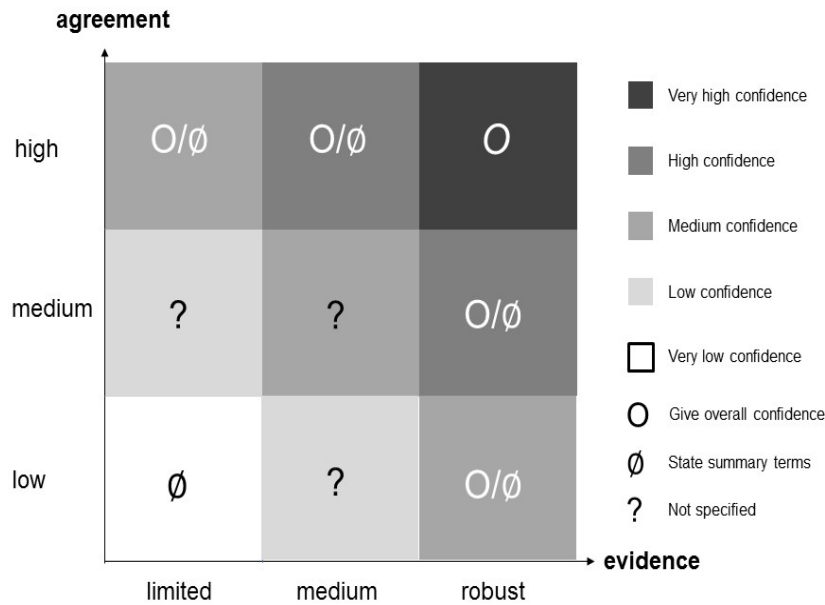 agreement
high
O/ø
O/ø
O
Very high confidence
High confidence
Medium confidence
medium
?
?
O/ø
Low confidence
Very low confidence
O Give overall confidence
low
ø
?
O/ø
ø State summary terms
? Not specified
evidence
limited
medium
robust